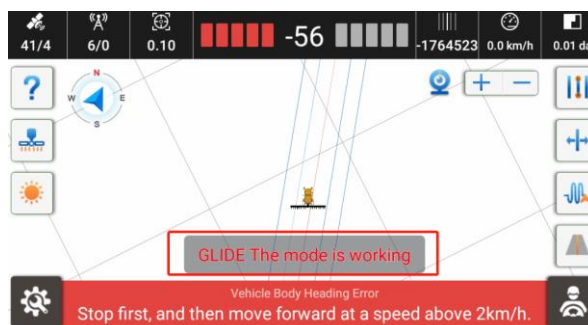 41/4
6/0
0.10
-56
-1764523
0.0 km/h
0.01 da
?
N
W
E
S
+ −
GLIDE The mode is working
Vehicle Body Heading Error
Stop first, and then move forward at a speed above 2km/h.